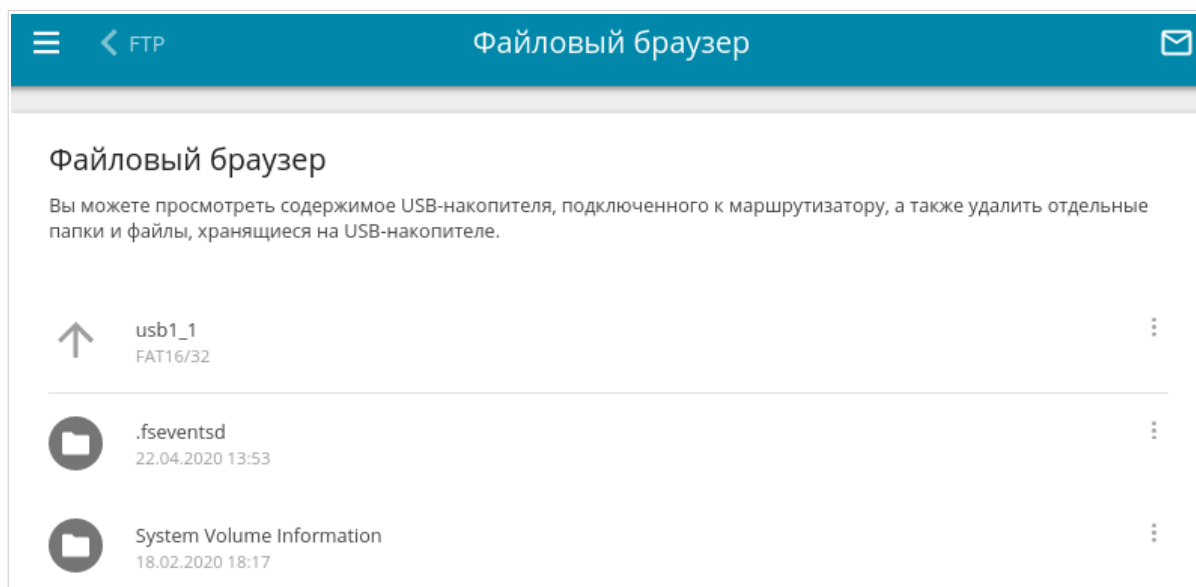 FTP
Файловый браузер
Файловый браузер
Вы можете просмотреть содержимое USB-накопителя, подключенного к маршрутизатору, а также удалить отдельные
папки и файлы, хранящиеся на USB-накопителе.
usb1_1
FAT16/32
.fseventsd
22.04.2020 13:53
System Volume Information
18.02.2020 18:17